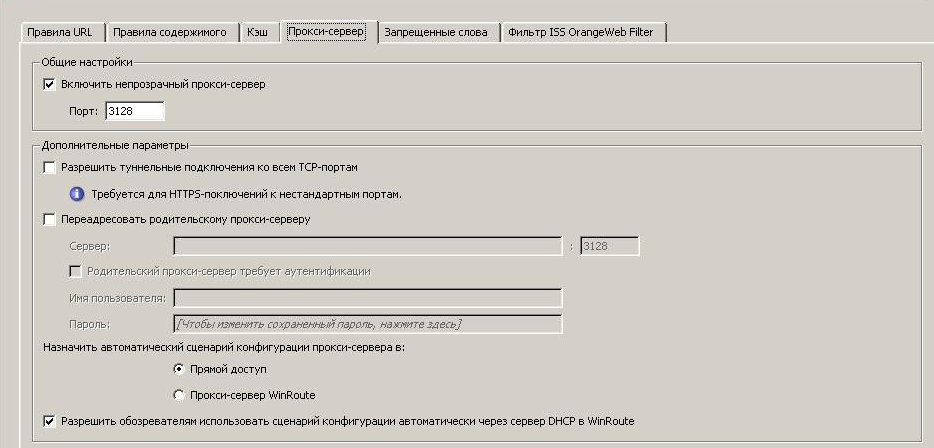 Правила URL Правила содержимого Кэш Прокси-сервер Запрещенные слова Фильтр ISS OrangeWeb Filter
Общие настройки
Включить непрозрачный прокси-сервер
Порт: 3128
Дополнительные параметры
Разрешить туннельные подключения ко всем TCP-портам
Требуется для HTTPS-поключений к нестандартным портам.
Переадресовать родительскому прокси-серверу
Сервер: : 3128
Родительский прокси-сервер требует аутентификации
Имя пользователя:
Пароль: [Чтобы изменить сохраненный пароль, нажмите здесь]
Назначить автоматический сценарий конфигурации прокси-сервера в:
Прямой доступ
Прокси-сервер WinRoute
Разрешить обозревателям использовать сценарий конфигурации автоматически через сервер DHCP в WinRoute